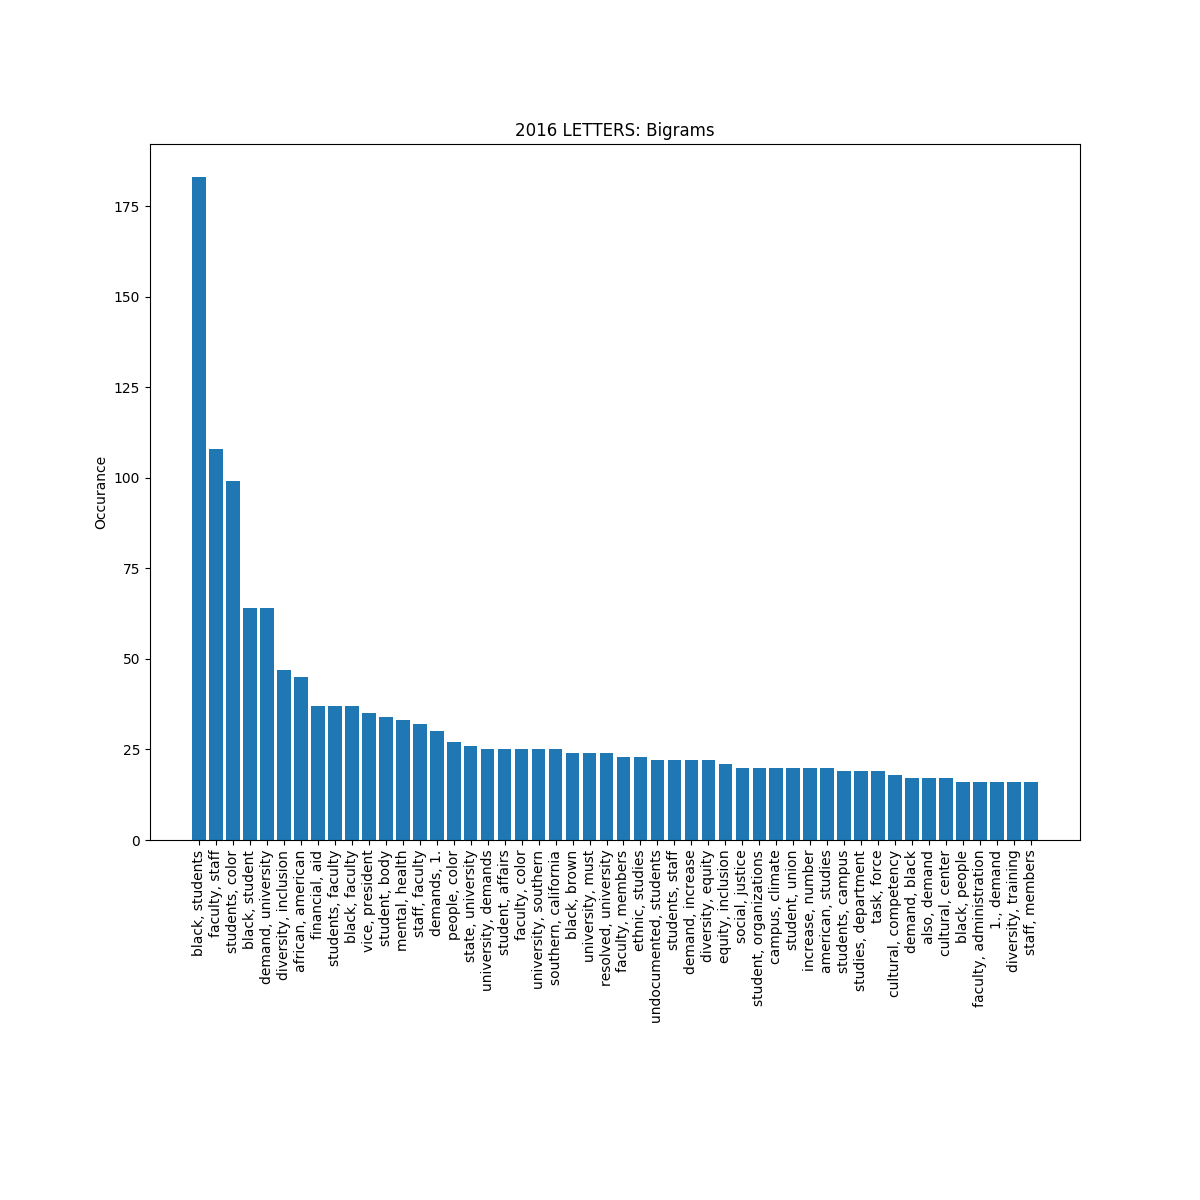 2016 LETTERS: Bigrams
Occurance
175
150
125
100
75
50
25
0
black, students
faculty, staff
students, color
black, student
demand, university
diversity, inclusion
african, american
financial, aid
students, faculty
black, faculty
vice, president
student, body
mental, health
staff, faculty
demands, 1.
people, color
state, university
university, demands
student, affairs
faculty, color
university, southern
southern, california
black, brown
university, must
resolved, university
faculty, members
ethnic, studies
undocumented, students
students, staff
demand, increase
diversity, equity
equity, inclusion
social, justice
student, organizations
campus, climate
student, union
increase, number
american, studies
students, campus
studies, department
task, force
cultural, competency
demand, black
also, demand
cultural, center
black, people
faculty, administration
1., demand
diversity, training
staff, members